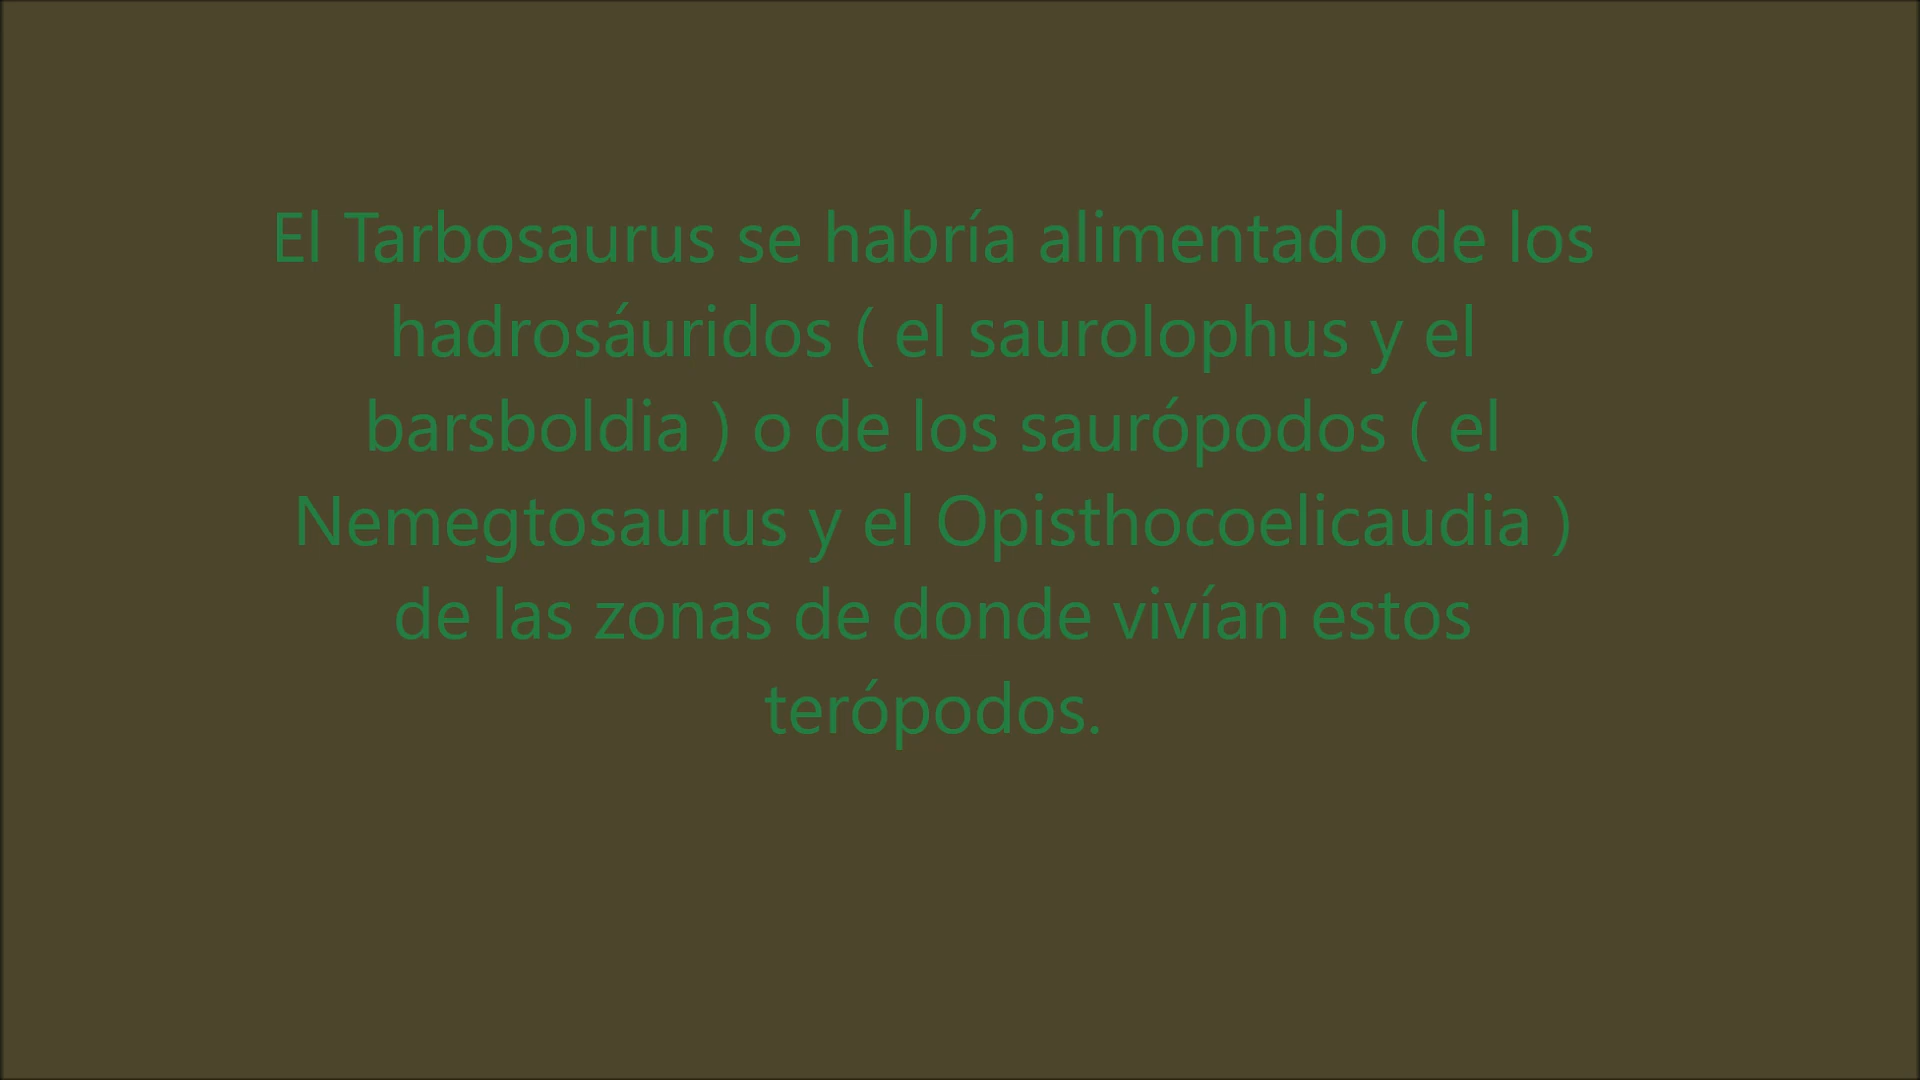 El Tarbosaurus se habría alimentado de los
hadrosáuridos ( el saurolophus y el
barsboldia ) o de los saurópodos ( el
Nemegtosaurus y el Opisthocoelicaudia )
de las zonas de donde vivían estos
terópodos.